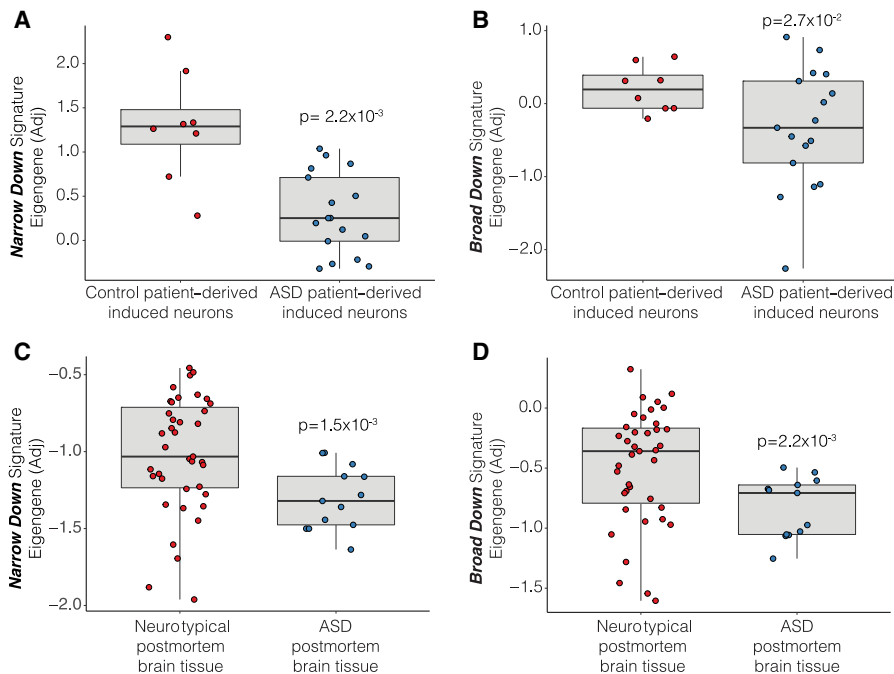 A
Narrow Down Signature
Eigengene (Adj)
2.0
1.5
1.0
0.5
0.0
p= 2.2x10⁻³
Control patient–derived
induced neurons
ASD patient–derived
induced neurons
B
Broad Down Signature
Eigengene (Adj)
1.0
0.0
−1.0
−2.0
p=2.7x10⁻²
Control patient–derived
induced neurons
ASD patient–derived
induced neurons
C
Narrow Down Signature
Eigengene (Adj)
−0.5
−1.0
−1.5
−2.0
p=1.5x10⁻³
Neurotypical
postmortem
brain tissue
ASD
postmortem
brain tissue
D
Broad Down Signature
Eigengene (Adj)
0.0
−0.5
−1.0
−1.5
p=2.2x10⁻³
Neurotypical
postmortem
brain tissue
ASD
postmortem
brain tissue